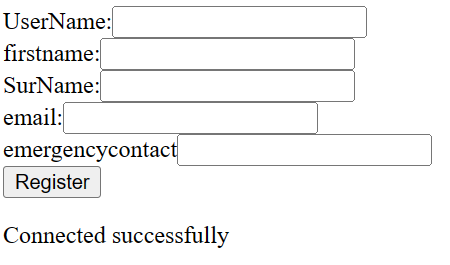 UserName:
firstname:
SurName:
email:
emergencycontact
Register
Connected successfully